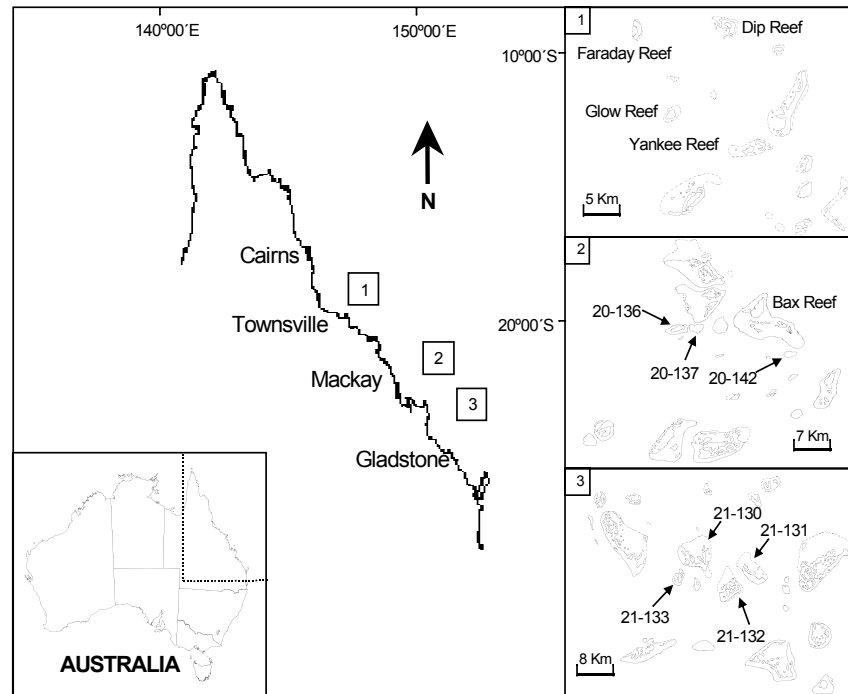 140º00´E
150º00´E
10º00´S
20º00´S
N
Cairns
Townsville
Mackay
Gladstone
1
2
3
AUSTRALIA
1
Dip Reef
Faraday Reef
Glow Reef
Yankee Reef
5 Km
2
Bax Reef
20-136
20-137
20-142
7 Km
3
21-130
21-131
21-133
21-132
8 Km